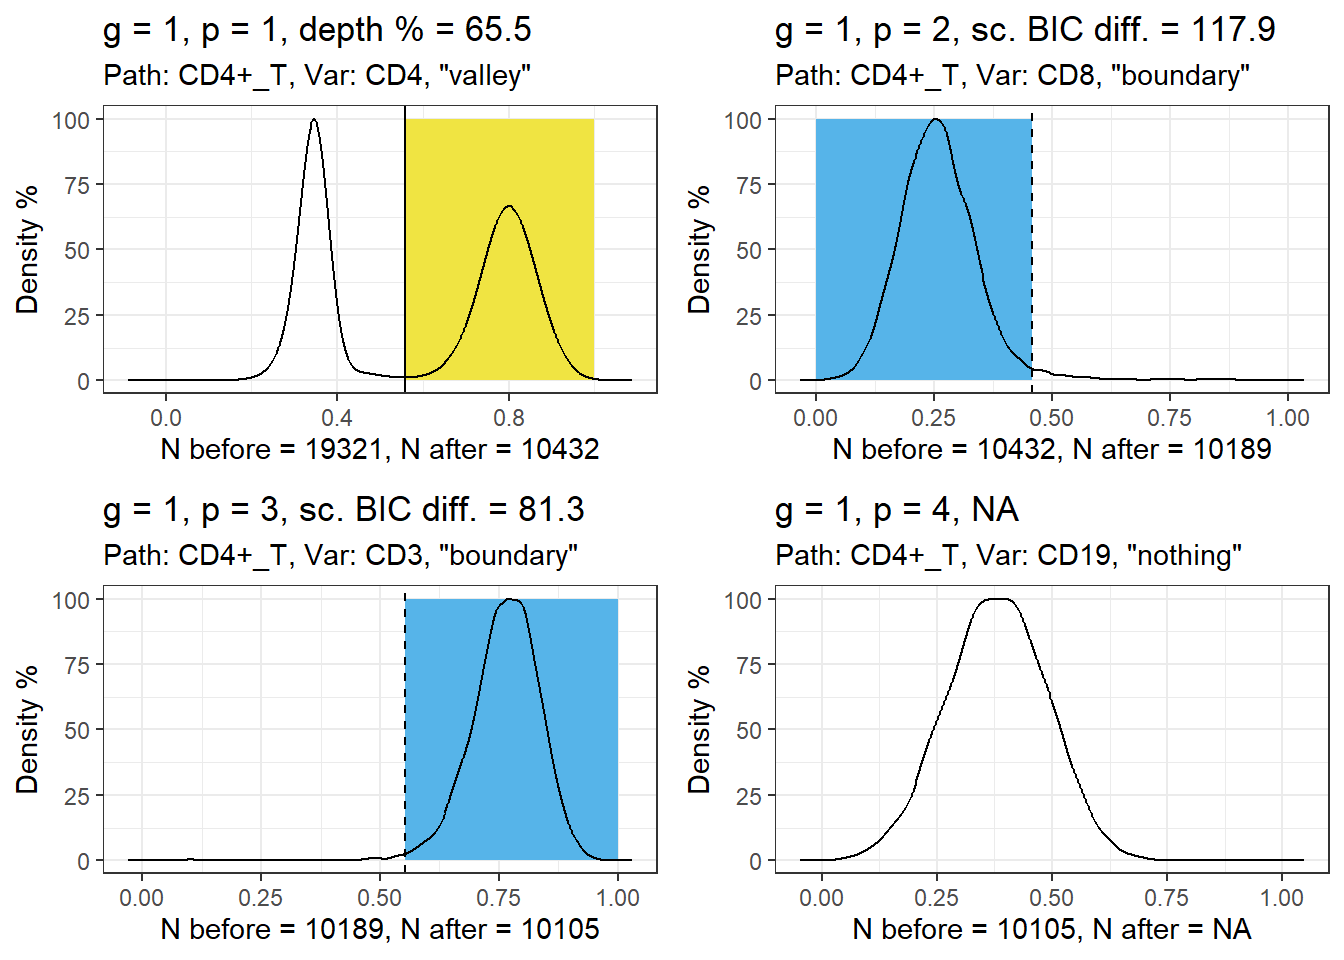 g = 1, p = 1, depth % = 65.5
Path: CD4+_T, Var: CD4, "valley"
Density %
100
75
50
25
0
0.0 0.4 0.8
N before = 19321, N after = 10432
g = 1, p = 2, sc. BIC diff. = 117.9
Path: CD4+_T, Var: CD8, "boundary"
Density %
100
75
50
25
0
0.00 0.25 0.50 0.75 1.00
N before = 10432, N after = 10189
g = 1, p = 3, sc. BIC diff. = 81.3
Path: CD4+_T, Var: CD3, "boundary"
Density %
100
75
50
25
0
0.00 0.25 0.50 0.75 1.00
N before = 10189, N after = 10105
g = 1, p = 4, NA
Path: CD4+_T, Var: CD19, "nothing"
Density %
100
75
50
25
0
0.00 0.25 0.50 0.75 1.00
N before = 10105, N after = NA